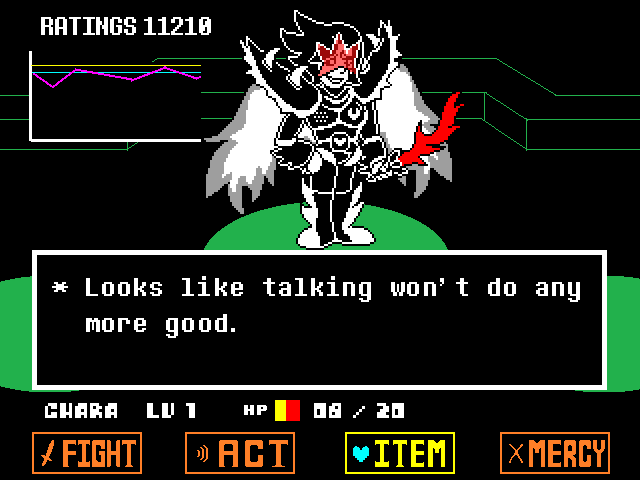 RATINGS 11210
* Looks like talking won't do any
more good.
CHARA LV 1 HP 08 / 20
FIGHT ACT ITEM MERCY